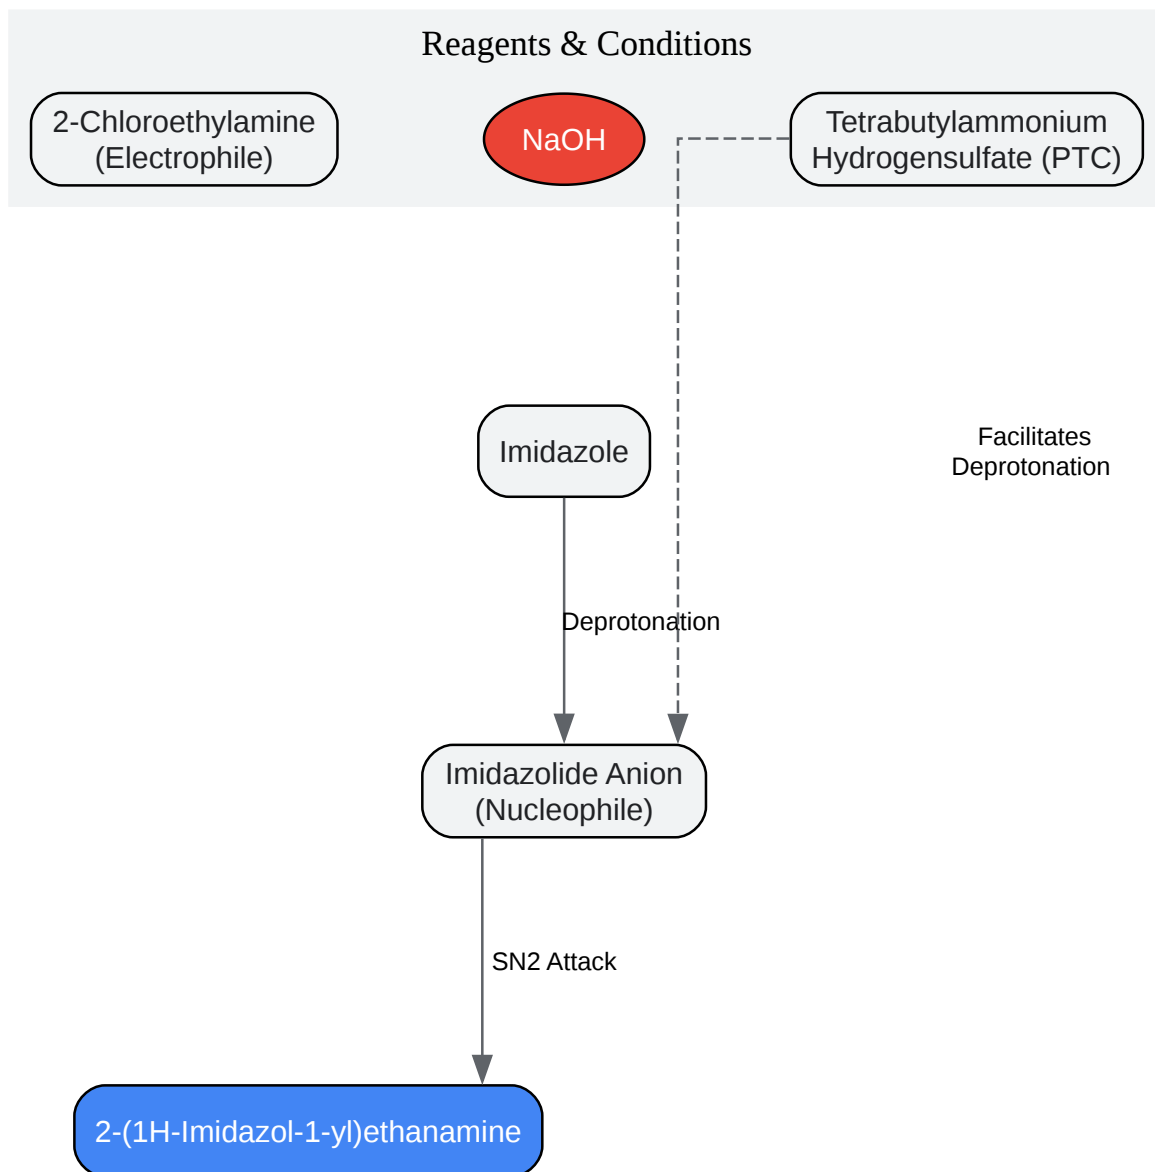 Reagents & Conditions
2-Chloroethylamine
(Electrophile)
NaOH
Tetrabutylammonium
Hydrogensulfate (PTC)
Imidazole
Facilitates
Deprotonation
Deprotonation
Imidazolide Anion
(Nucleophile)
SN2 Attack
2-(1H-Imidazol-1-yl)ethanamine